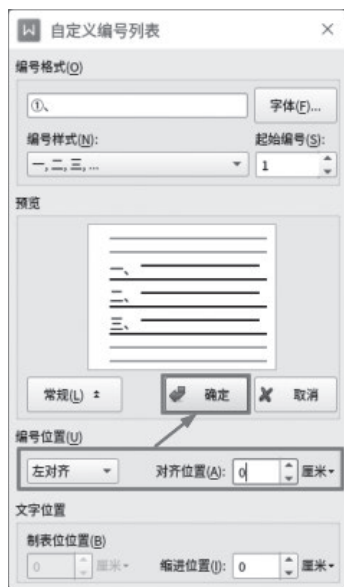 自定义编号列表
编号格式(O)
①、
字体(F)...
编号样式(N): 起始编号(S):
一, 二, 三, ... 1
预览
一、
二、
三、
常规(L) 确定 取消
编号位置(U)
左对齐 对齐位置(A): 0 厘米
文字位置
制表位位置(B)
0 厘米 缩进位置(I): 0 厘米